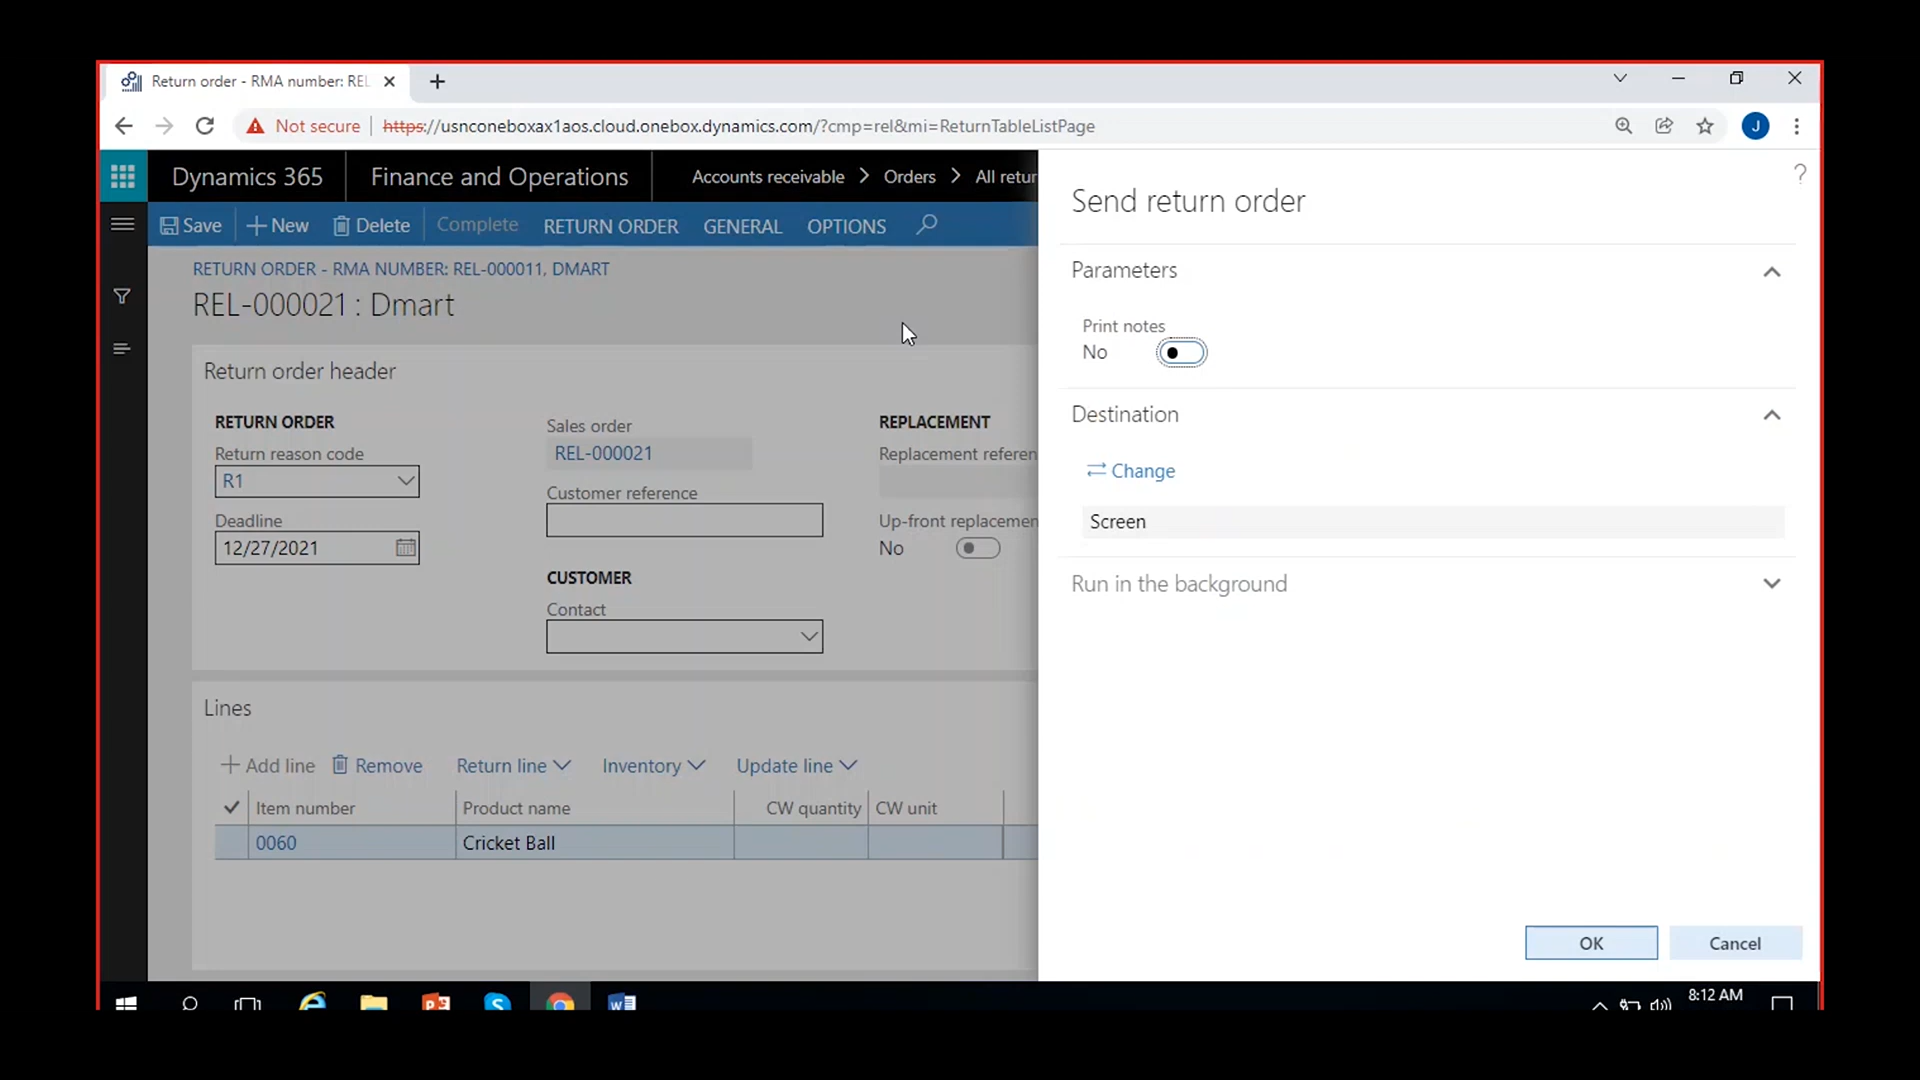 Return order - RMA number: REL
Not secure
https://usnconeboxax1aos.cloud.onebox.dynamics.com/?cmp=rel&mi=ReturnTableListPage
J
Dynamics 365
Finance and Operations
Accounts receivable > Orders > All retur
Save
New
Delete
Complete
RETURN ORDER
GENERAL
OPTIONS
RETURN ORDER - RMA NUMBER: REL-000011, DMART
REL-000021 : Dmart
Return order header
RETURN ORDER
Return reason code
R1
Deadline
12/27/2021
Sales order
REL-000021
Customer reference
CUSTOMER
Contact
REPLACEMENT
Replacement referen
Up-front replacemen
No
Lines
Add line
Remove
Return line
Inventory
Update line
Item number
Product name
CW quantity
CW unit
0060
Cricket Ball
?
Send return order
Parameters
Print notes
No
Destination
Change
Screen
Run in the background
OK
Cancel
8:12 AM